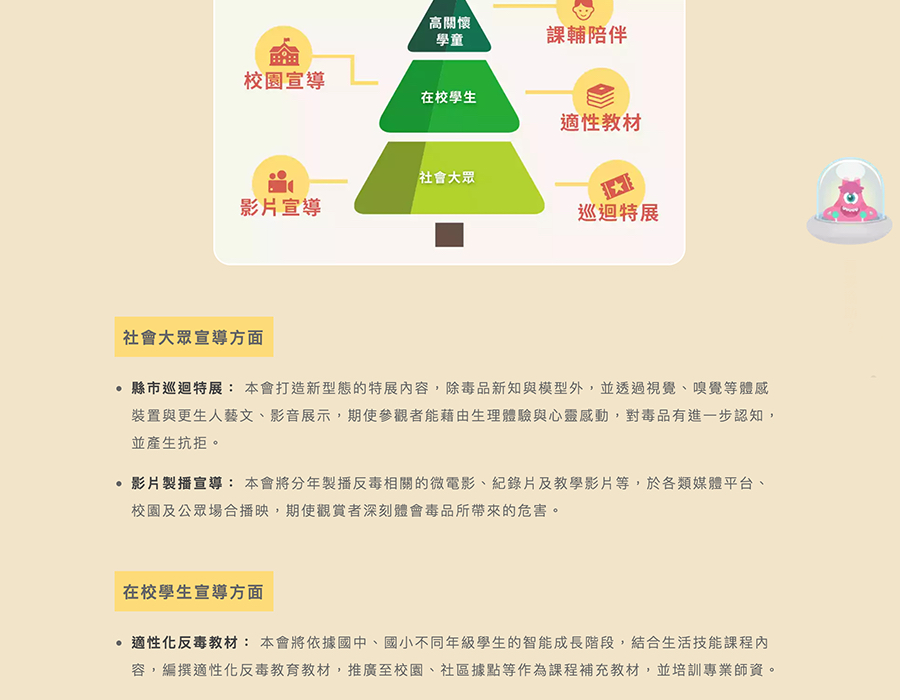 高關懷
學童
課輔陪伴
校園宣導
在校學生
適性教材
社會大眾
影片宣導
巡迴特展
社會大眾宣導方面
• 縣市巡迴特展： 本會打造新型態的特展內容，除毒品新知與模型外，並透過視覺、嗅覺等體感
裝置與更生人藝文、影音展示，期使參觀者能藉由生理體驗與心靈感動，對毒品有進一步認知，
並產生抗拒。
• 影片製播宣導： 本會將分年製播反毒相關的微電影、紀錄片及教學影片等，於各類媒體平台、
校園及公眾場合播映，期使觀賞者深刻體會毒品所帶來的危害。
在校學生宣導方面
• 適性化反毒教材： 本會將依據國中、國小不同年級學生的智能成長階段，結合生活技能課程內
容，編撰適性化反毒教育教材，推廣至校園、社區據點等作為課程補充教材，並培訓專業師資。